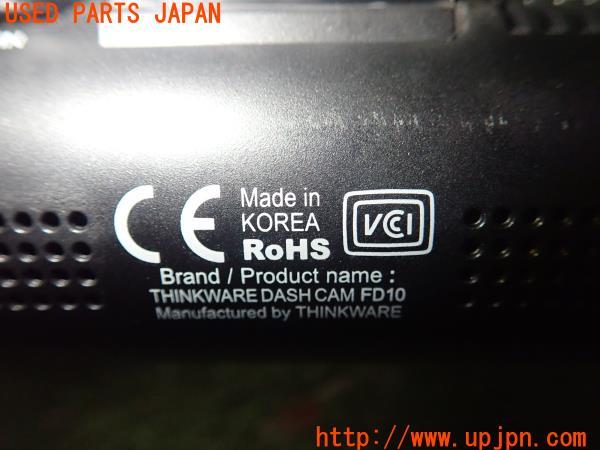 USED PARTS JAPAN
CE
Made in
KOREA
RoHS
VCCI
Brand / Product name :
THINKWARE DASH CAM FD10
Manufactured by THINKWARE
http://www.upjpn.com/